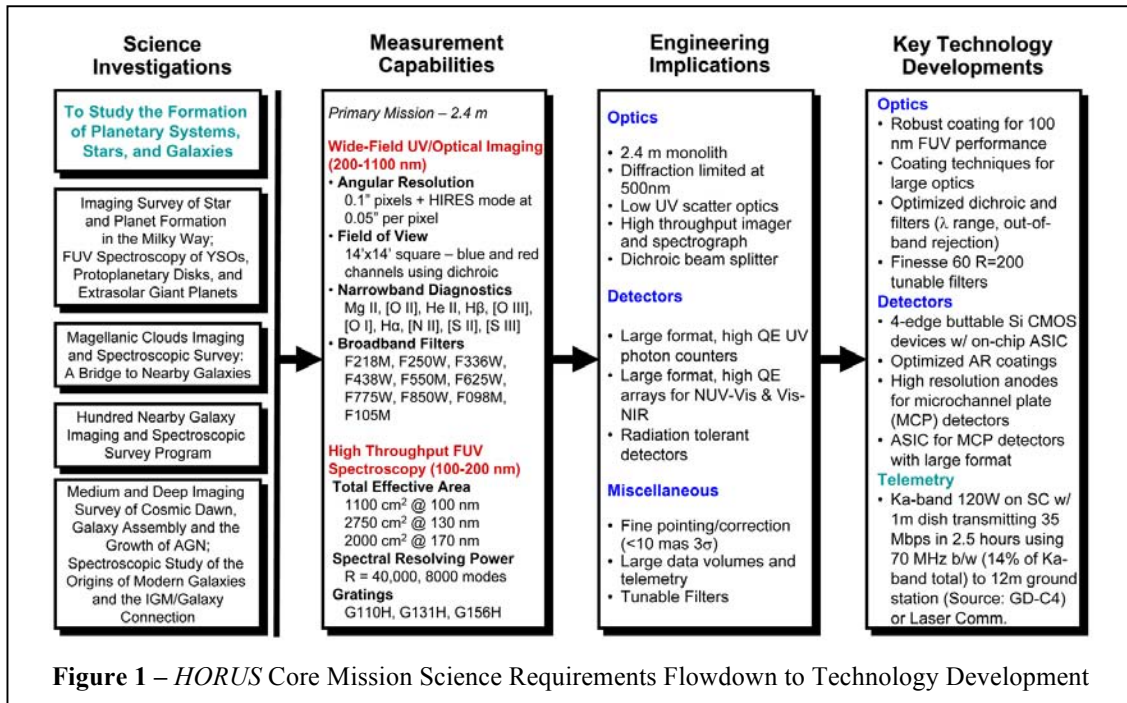 Science
Investigations
To Study the Formation
of Planetary Systems,
Stars, and Galaxies
Imaging Survey of Star
and Planet Formation
in the Milky Way;
FUV Spectroscopy of YSOs,
Protoplanetary Disks, and
Extrasolar Giant Planets
Magellanic Clouds Imaging
and Spectroscopic Survey:
A Bridge to Nearby Galaxies
Hundred Nearby Galaxy
Imaging and Spectroscopic
Survey Program
Medium and Deep Imaging
Survey of Cosmic Dawn,
Galaxy Assembly and the
Growth of AGN;
Spectroscopic Study of the
Origins of Modern Galaxies
and the IGM/Galaxy
Connection
Measurement
Capabilities
Primary Mission – 2.4 m
Wide-Field UV/Optical Imaging
(200-1100 nm)
• Angular Resolution
0.1" pixels + HIRES mode at
0.05" per pixel
• Field of View
14'x14' square – blue and red
channels using dichroic
• Narrowband Diagnostics
Mg II, [O II], He II, Hβ, [O III],
[O I], Hα, [N II], [S II], [S III]
• Broadband Filters
F218M, F250W, F336W,
F438W, F550M, F625W,
F775W, F850W, F098M,
F105M
High Throughput FUV
Spectroscopy (100-200 nm)
Total Effective Area
1100 cm² @ 100 nm
2750 cm² @ 130 nm
2000 cm² @ 170 nm
Spectral Resolving Power
R = 40,000, 8000 modes
Gratings
G110H, G131H, G156H
Engineering
Implications
Optics
• 2.4 m monolith
• Diffraction limited at
500nm
• Low UV scatter optics
• High throughput imager
and spectrograph
• Dichroic beam splitter
Detectors
• Large format, high QE UV
photon counters
• Large format, high QE
arrays for NUV-Vis & Vis-
NIR
• Radiation tolerant
detectors
Miscellaneous
• Fine pointing/correction
(<10 mas 3σ)
• Large data volumes and
telemetry
• Tunable Filters
Key Technology
Developments
Optics
• Robust coating for 100
nm FUV performance
• Coating techniques for
large optics
• Optimized dichroic and
filters (λ range, out-of-
band rejection)
• Finesse 60 R=200
tunable filters
Detectors
• 4-edge buttable Si CMOS
devices w/ on-chip ASIC
• Optimized AR coatings
• High resolution anodes
for microchannel plate
(MCP) detectors
• ASIC for MCP detectors
with large format
Telemetry
• Ka-band 120W on SC w/
1m dish transmitting 35
Mbps in 2.5 hours using
70 MHz b/w (14% of Ka-
band total) to 12m ground
station (Source: GD-C4)
or Laser Comm.
Figure 1 – HORUS Core Mission Science Requirements Flowdown to Technology Development